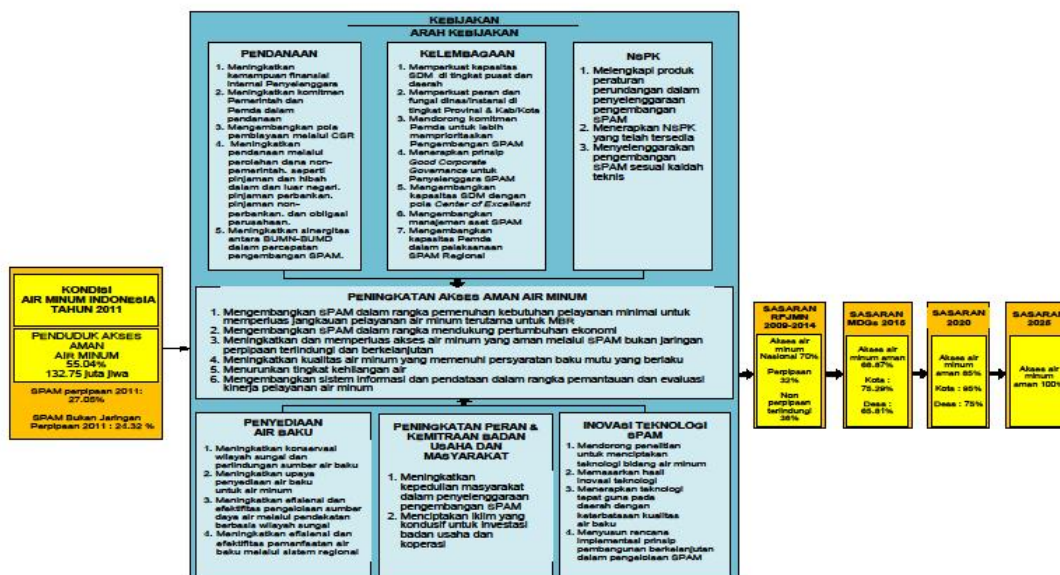 KEBIJAKAN
ARAH KEBIJAKAN
PENDANAAN
1. Meningkatkan
kemampuan finansial
internal Penyelenggara
2. Meningkatkan komitmen
Pemerintah dan
Pemda dalam
pendanaan
3. Mengembangkan pola
pembiayaan melalui CSR
4. Meningkatkan
pendanaan melalui
perolehan dana non-
pemerintah, seperti
pinjaman dan hibah
dalam dan luar negeri,
pinjaman perbankan,
pinjaman non-
perbankan, dan obligasi
perusahaan.
5. Meningkatkan sinergitas
antara BUMN-BUMD
dalam percepatan
pengembangan SPAM.
KELEMBAGAAN
1. Memperkuat kapasitas
SDM di tingkat pusat dan
daerah
2. Memperkuat peran dan
fungsi dinas/instansi di
tingkat Provinsi & Kab/Kota
3. Mendorong komitmen
Pemda untuk lebih
memprioritaskan
Pengembangan SPAM
4. Menerapkan prinsip
Good Corporate
Governance untuk
Penyelenggara SPAM
5. Mengembangkan
kapasitas SDM dengan
pola Center of Excellent
6. Mengembangkan
manajemen aset SPAM
7. Mengembangkan
kapasitas Pemda
dalam pelaksanaan
SPAM Regional
NSPK
1. Melengkapi produk
peraturan
perundangan dalam
penyelenggaraan
pengembangan
SPAM
2. Menerapkan NSPK
yang telah tersedia
3. Menyelenggarakan
pengembangan
SPAM sesuai kaidah
teknis
KONDISI
AIR MINUM INDONESIA
TAHUN 2011
PENDUDUK AKSES
AMAN
AIR MINUM
55.04%
132.75 juta jiwa
SPAM perpipaan 2011:
27.05%
SPAM Bukan Jaringan
Perpipaan 2011 : 24.32 %
PENINGKATAN AKSES AMAN AIR MINUM
1. Mengembangkan SPAM dalam rangka pemenuhan kebutuhan pelayanan minimal untuk
memperluas jangkauan pelayanan air minum terutama untuk MBR
2. Mengembangkan SPAM dalam rangka mendukung pertumbuhan ekonomi
3. Meningkatkan dan memperluas akses air minum yang aman melalui SPAM bukan jaringan
perpipaan terlindungi dan berkelanjutan
4. Meningkatkan kualitas air minum yang memenuhi persyaratan baku mutu yang berlaku
5. Menurunkan tingkat kehilangan air
6. Mengembangkan sistem informasi dan pendataan dalam rangka pemantauan dan evaluasi
kinerja pelayanan air minum
PENYEDIAAN
AIR BAKU
1. Meningkatkan konservasi
wilayah sungai dan
perlindungan sumber air baku
2. Meningkatkan upaya
penyediaan air baku
untuk air minum
3. Meningkatkan efisiensi dan
efektifitas pengelolaan sumber
daya air melalui pendekatan
berbasis wilayah sungai
4. Meningkatkan efisiensi dan
efektifitas pemanfaatan air
baku melalui sistem regional
PENINGKATAN PERAN &
KEMITRAAN BADAN
USAHA DAN
MASYARAKAT
1. Meningkatkan
kepedulian masyarakat
dalam penyelenggaraan
pengembangan SPAM
2. Menciptakan iklim yang
kondusif untuk investasi
badan usaha dan
koperasi
INOVASI TEKNOLOGI
SPAM
1. Mendorong penelitian
untuk menciptakan
teknologi bidang air minum
2. Memasarkan hasil
inovasi teknologi
3. Menerapkan teknologi
tepat guna pada
daerah dengan
keterbatasan kualitas
air baku
4. Menyusun rencana
implementasi prinsip
pembangunan berkelanjutan
dalam pengelolaan SPAM
SASARAN
RPJMN
2009-2014
Akses air
minum
Nasional 70%
Perpipaan
32%
Non
perpipaan
terlindungi
38%
SASARAN
MDGs 2015
Akses air
minum aman
68.87%
Kota :
75.29%
Desa :
65.81%
SASARAN
2020
Akses air
minum
aman 85%
Kota : 95%
Desa : 75%
SASARAN
2025
Akses air
minum
aman 100%